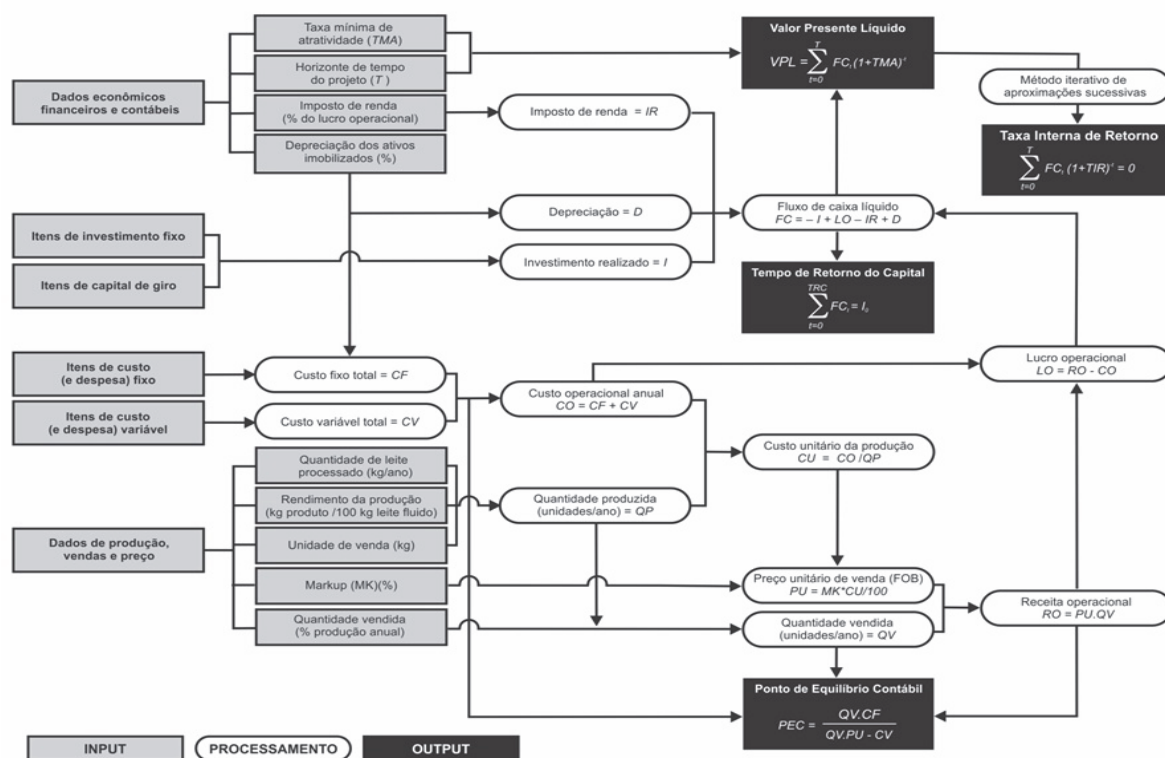 Taxa mínima de
atratividade (TMA)
Horizonte de tempo
do projeto (T )
Dados econômicos
financeiros e contábeis
Imposto de renda
(% do lucro operacional)
Depreciação dos ativos
imobilizados (%)
Imposto de renda = IR
Valor Presente Líquido
VPL = ∑ FCₜ (1+TMA)⁻ᵗ
T
t=0
Método iterativo de
aproximações sucessivas
Taxa Interna de Retorno
∑ FCₜ (1+TIR)⁻ᵗ = 0
T
t=0
Itens de investimento fixo
Itens de capital de giro
Depreciação = D
Investimento realizado = I
Fluxo de caixa líquido
FC = – I + LO – IR + D
Tempo de Retorno do Capital
TRC
∑ FCₜ = I₀
t=0
Itens de custo
(e despesa) fixo
Itens de custo
(e despesa) variável
Custo fixo total = CF
Custo variável total = CV
Custo operacional anual
CO = CF + CV
Lucro operacional
LO = RO - CO
Custo unitário da produção
CU = CO /QP
Dados de produção,
vendas e preço
Quantidade de leite
processado (kg/ano)
Rendimento da produção
(kg produto /100 kg leite fluido)
Unidade de venda (kg)
Markup (MK)(%)
Quantidade vendida
(% produção anual)
Quantidade produzida
(unidades/ano) = QP
Preço unitário de venda (FOB)
PU = MK*CU/100
Quantidade vendida
(unidades/ano) = QV
Receita operacional
RO = PU.QV
Ponto de Equilíbrio Contábil
PEC = QV.CF
QV.PU - CV
INPUT
PROCESSAMENTO
OUTPUT